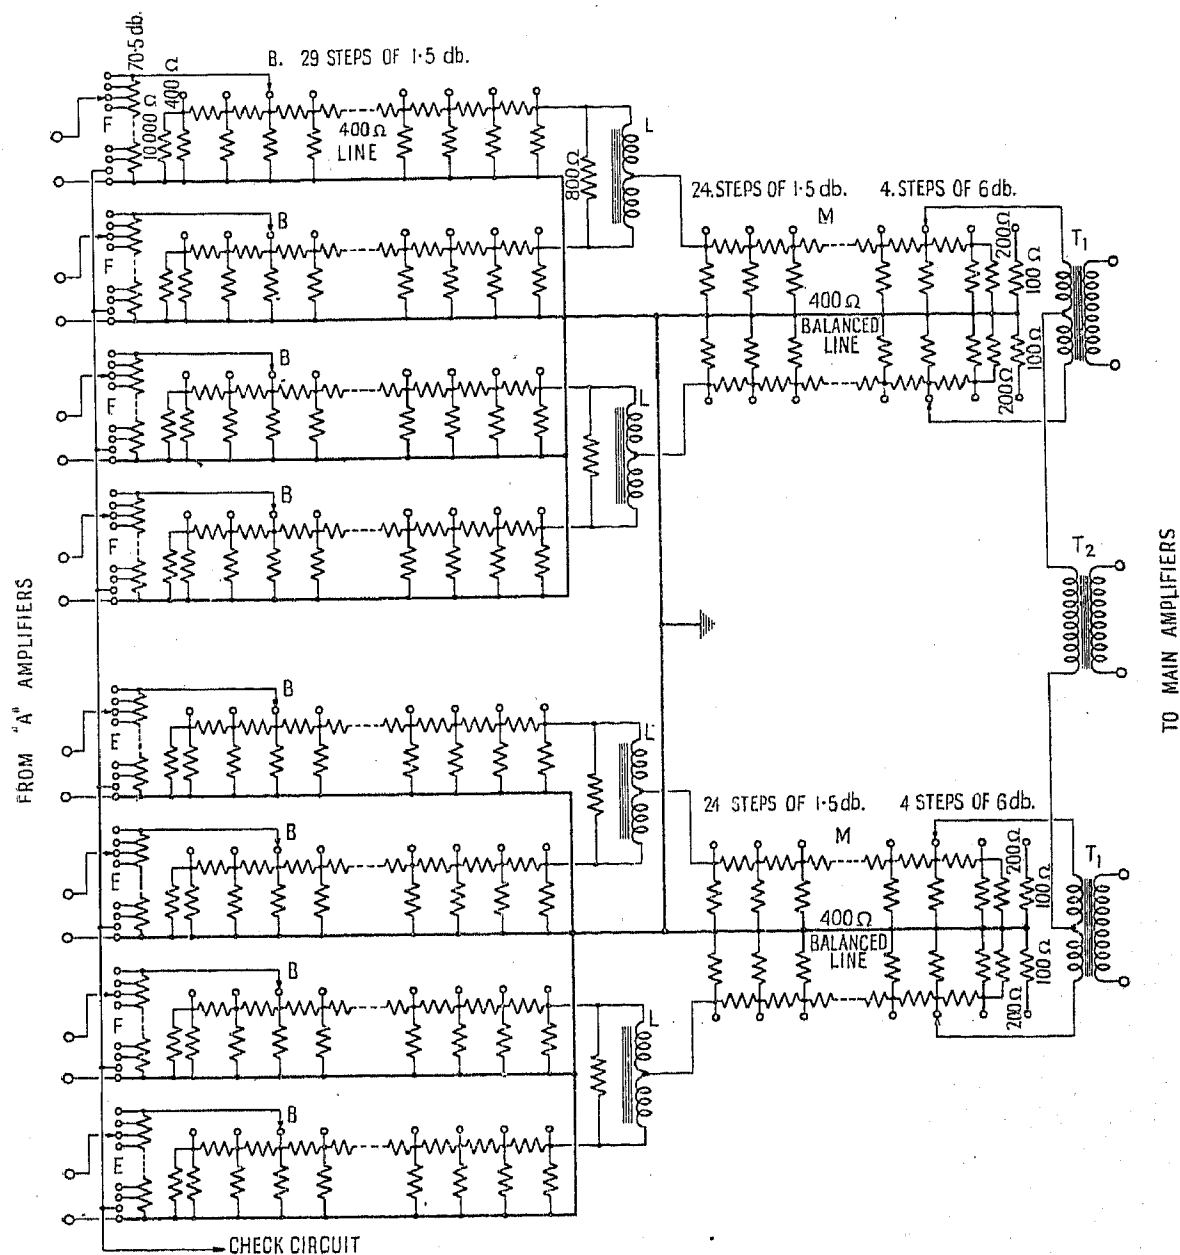 70·5 db.
B. 29 STEPS OF 1·5 db.
400 Ω
10,000 Ω
F
400 Ω
LINE
800 Ω
L
24. STEPS OF 1·5 db. 4. STEPS OF 6 db.
M
200 Ω
100 Ω
T1
400 Ω
BALANCED
LINE
100 Ω
200 Ω
B
F
B
F
L
B
F
T2
FROM "A" AMPLIFIERS
TO MAIN AMPLIFIERS
B
E
L
24 STEPS OF 1·5 db. 4 STEPS OF 6 db.
M
200 Ω
100 Ω
T1
400 Ω
BALANCED
LINE
100 Ω
200 Ω
B
E
B
F
L
B
E
CHECK CIRCUIT